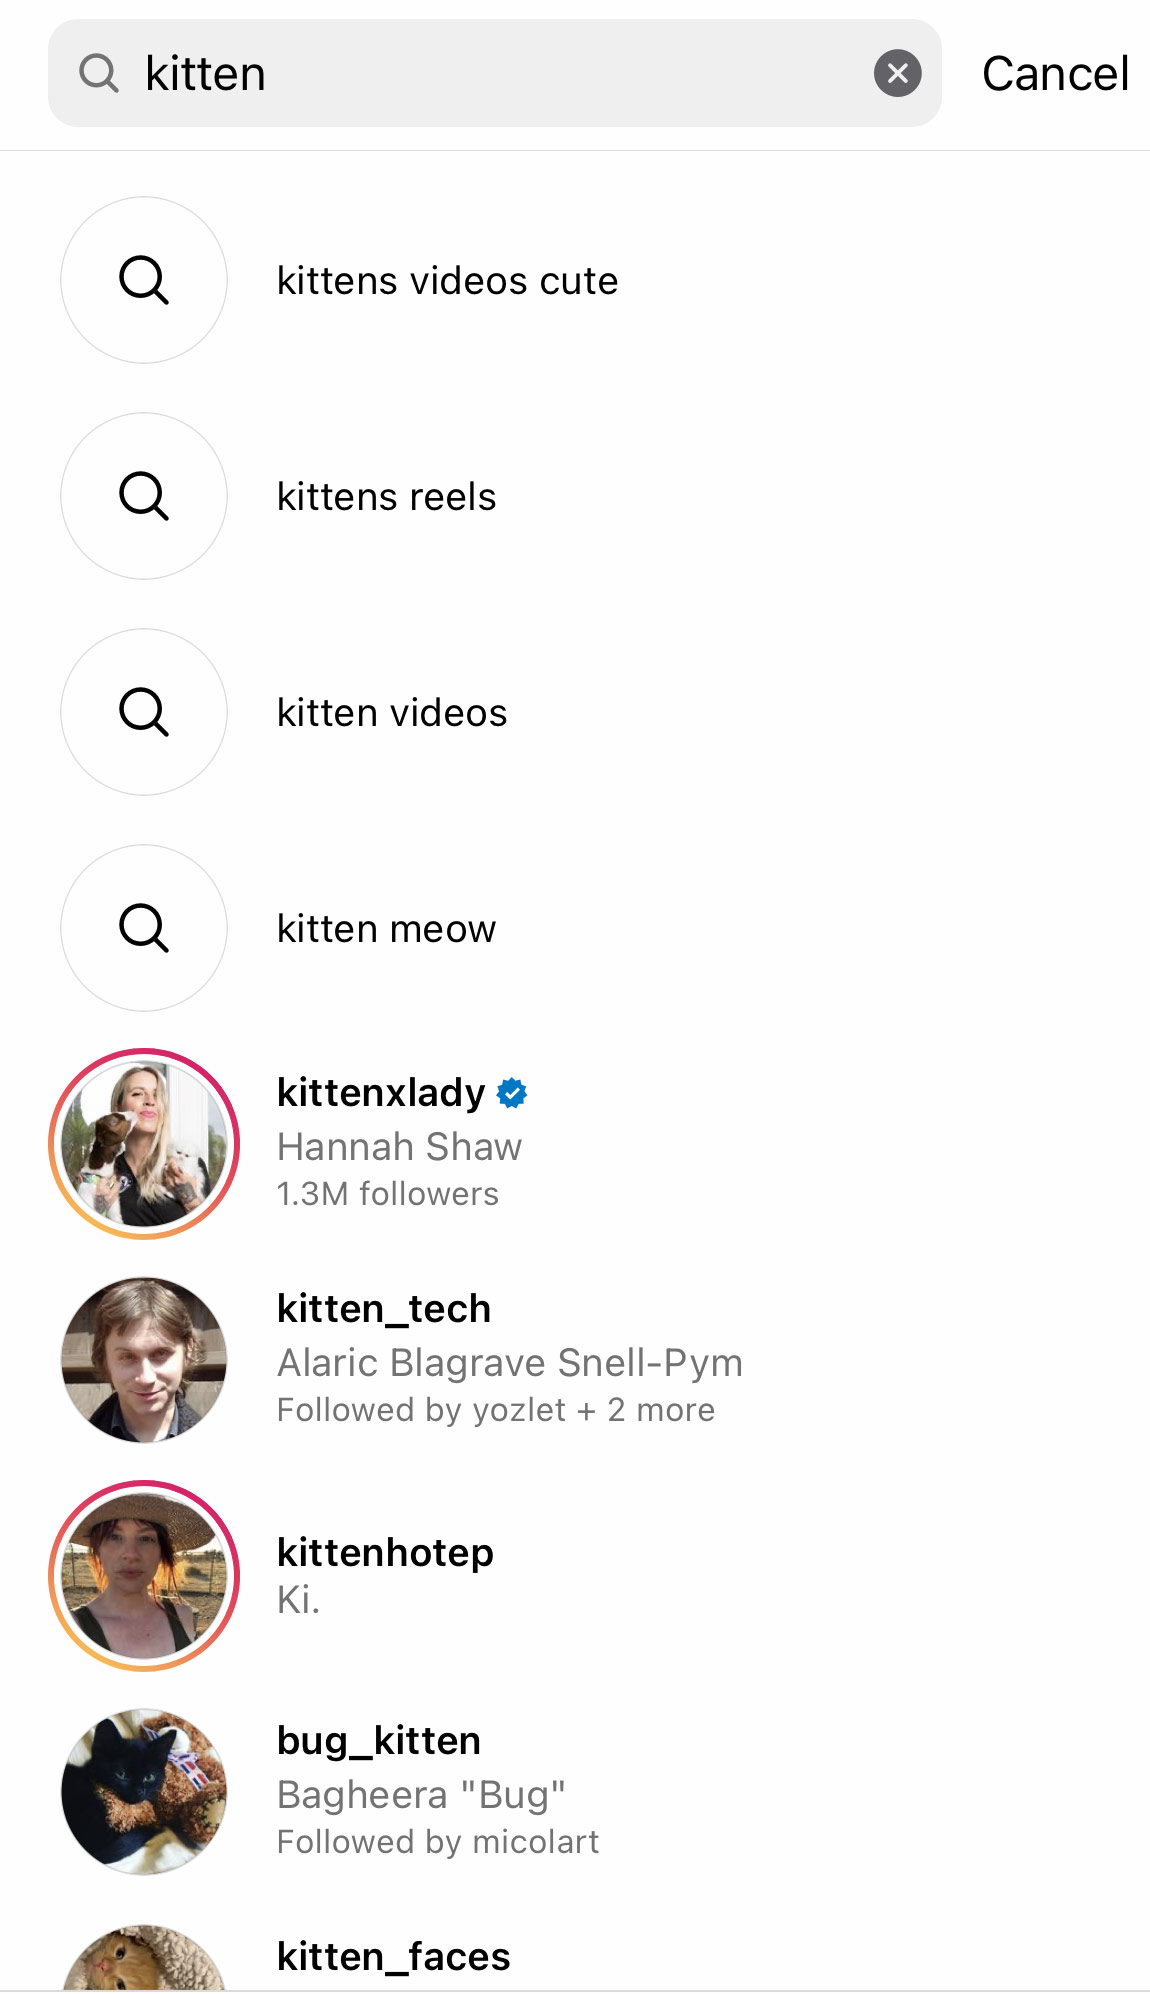 kitten
Cancel
kittens videos cute
kittens reels
kitten videos
kitten meow
kittenxlady
Hannah Shaw
1.3M followers
kitten_tech
Alaric Blagrave Snell-Pym
Followed by yozlet + 2 more
kittenhotep
Ki.
bug_kitten
Bagheera "Bug"
Followed by micolart
kitten_faces